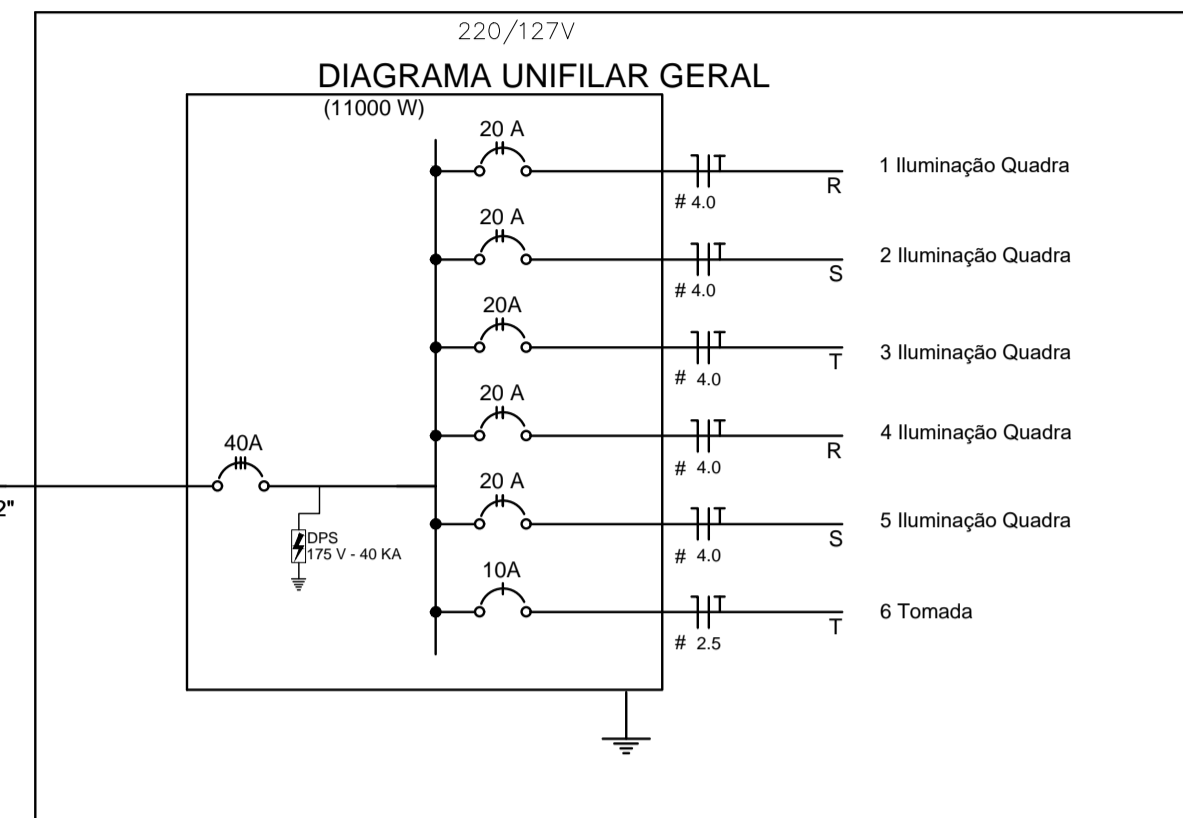 220/127V
DIAGRAMA UNIFILAR GERAL
(11000 W)
20 A
# 4.0
R
1 Iluminação Quadra
20 A
# 4.0
S
2 Iluminação Quadra
20A
# 4.0
T
3 Iluminação Quadra
20 A
# 4.0
R
4 Iluminação Quadra
40A
2"
DPS
175 V - 40 KA
20 A
# 4.0
S
5 Iluminação Quadra
10A
# 2.5
T
6 Tomada